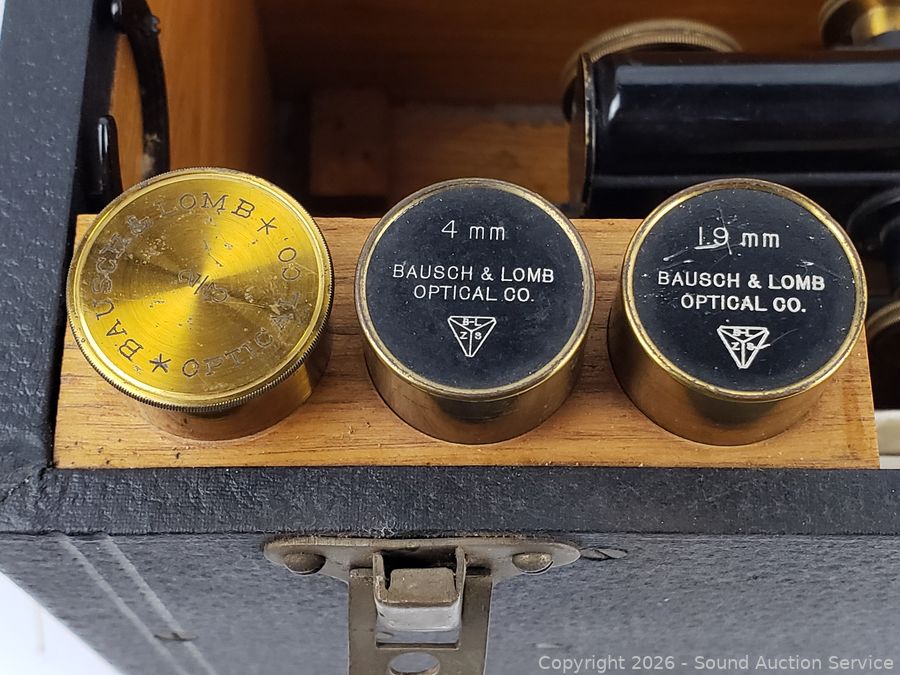 BAUSCH & LOMB * OPTICAL CO. *
4 mm
BAUSCH & LOMB
OPTICAL CO.
B-L
Z S
1.9 mm
BAUSCH & LOMB
OPTICAL CO.
B-L
Z S
Copyright © 2026 - Sound Auction Service